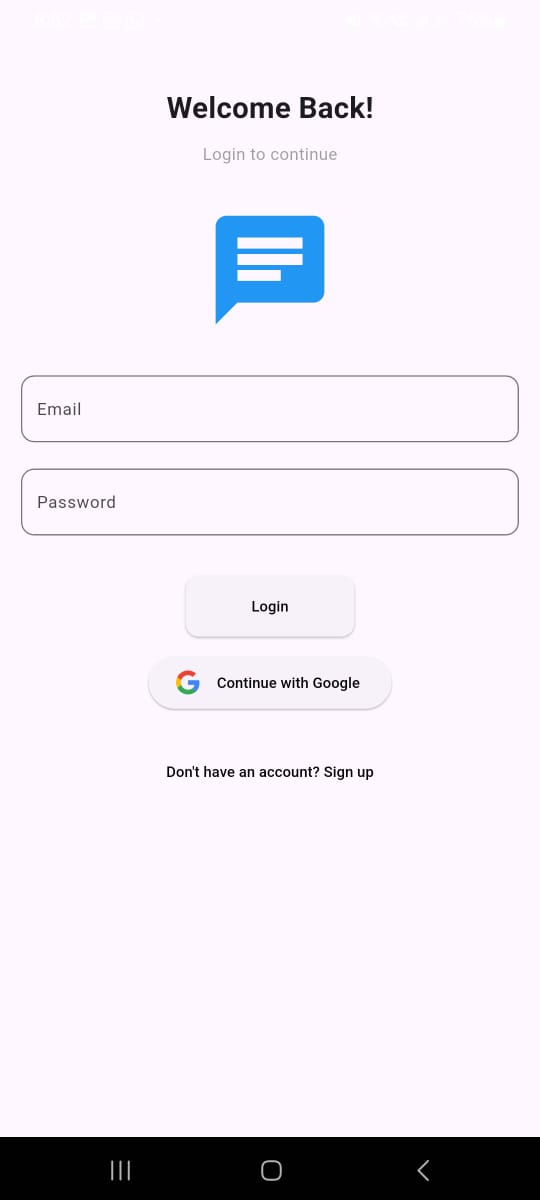 Welcome Back!
Login to continue
Email
Password
Login
Continue with Google
Don't have an account? Sign up